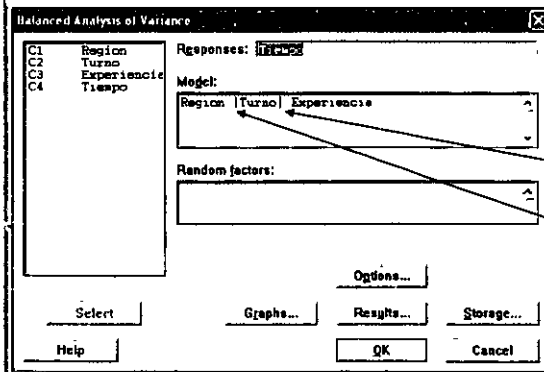 Balanced Analysis of Variance
C1 Region
C2 Turno
C3 Experiencie
C4 Tiempo
Responses: Tiempo
Model:
Region |Turno| Experiencia
Random factors:
Options...
Select
Graphs...
Results...
Storage...
Help
OK
Cancel